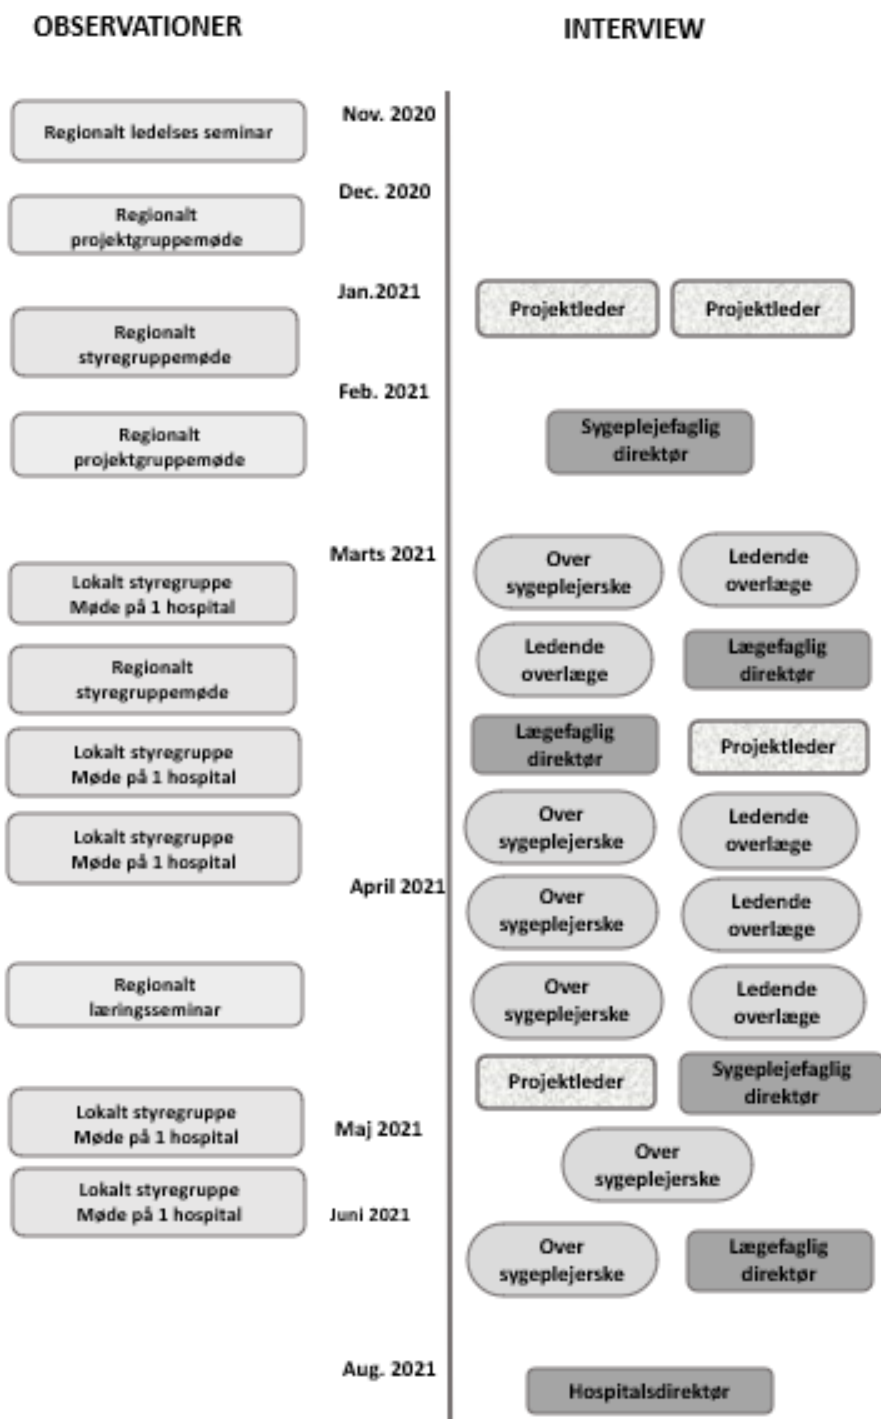 OBSERVATIONER
INTERVIEW
Nov. 2020
Regionalt ledelses seminar
Dec. 2020
Regionalt
projektgruppemøde
Jan.2021
Projektleder
Projektleder
Regionalt
styregruppemøde
Feb. 2021
Regionalt
projektgruppemøde
Sygeplejefaglig
direktør
Marts 2021
Lokalt styregruppe
Møde på 1 hospital
Over
sygeplejerske
Ledende
overlæge
Regionalt
styregruppemøde
Ledende
overlæge
Lægefaglig
direktør
Lokalt styregruppe
Møde på 1 hospital
Lægefaglig
direktør
Projektleder
Lokalt styregruppe
Møde på 1 hospital
Over
sygeplejerske
Ledende
overlæge
April 2021
Over
sygeplejerske
Ledende
overlæge
Regionalt
læringsseminar
Over
sygeplejerske
Ledende
overlæge
Projektleder
Sygeplejefaglig
direktør
Lokalt styregruppe
Møde på 1 hospital
Maj 2021
Over
sygeplejerske
Lokalt styregruppe
Møde på 1 hospital
Juni 2021
Over
sygeplejerske
Lægefaglig
direktør
Aug. 2021
Hospitalsdirektør